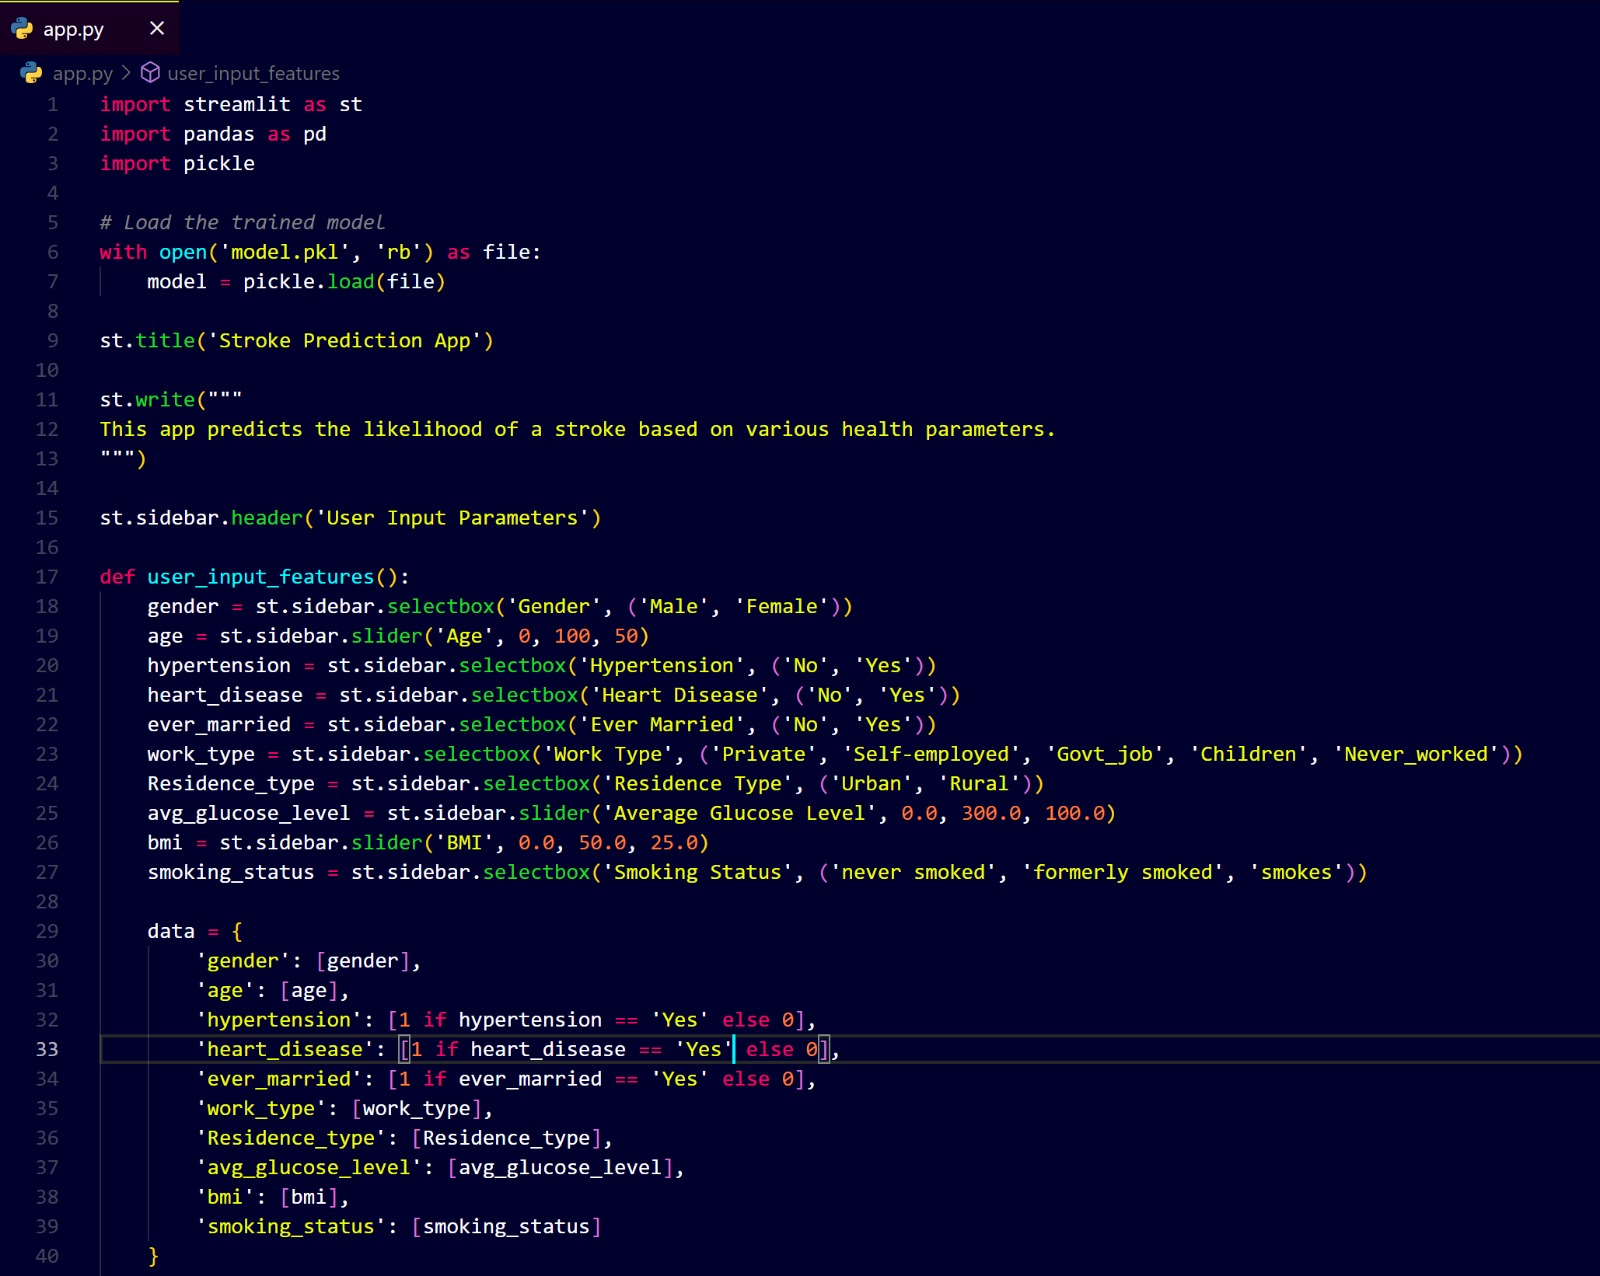 app.py ×
app.py > user_input_features
1 import streamlit as st
2 import pandas as pd
3 import pickle
4
5 # Load the trained model
6 with open('model.pkl', 'rb') as file:
7     model = pickle.load(file)
8
9 st.title('Stroke Prediction App')
10
11 st.write("""
12 This app predicts the likelihood of a stroke based on various health parameters.
13 """)
14
15 st.sidebar.header('User Input Parameters')
16
17 def user_input_features():
18     gender = st.sidebar.selectbox('Gender', ('Male', 'Female'))
19     age = st.sidebar.slider('Age', 0, 100, 50)
20     hypertension = st.sidebar.selectbox('Hypertension', ('No', 'Yes'))
21     heart_disease = st.sidebar.selectbox('Heart Disease', ('No', 'Yes'))
22     ever_married = st.sidebar.selectbox('Ever Married', ('No', 'Yes'))
23     work_type = st.sidebar.selectbox('Work Type', ('Private', 'Self-employed', 'Govt_job', 'Children', 'Never_worked'))
24     Residence_type = st.sidebar.selectbox('Residence Type', ('Urban', 'Rural'))
25     avg_glucose_level = st.sidebar.slider('Average Glucose Level', 0.0, 300.0, 100.0)
26     bmi = st.sidebar.slider('BMI', 0.0, 50.0, 25.0)
27     smoking_status = st.sidebar.selectbox('Smoking Status', ('never smoked', 'formerly smoked', 'smokes'))
28
29     data = {
30         'gender': [gender],
31         'age': [age],
32         'hypertension': [1 if hypertension == 'Yes' else 0],
33         'heart_disease': [1 if heart_disease == 'Yes' else 0],
34         'ever_married': [1 if ever_married == 'Yes' else 0],
35         'work_type': [work_type],
36         'Residence_type': [Residence_type],
37         'avg_glucose_level': [avg_glucose_level],
38         'bmi': [bmi],
39         'smoking_status': [smoking_status]
40     }